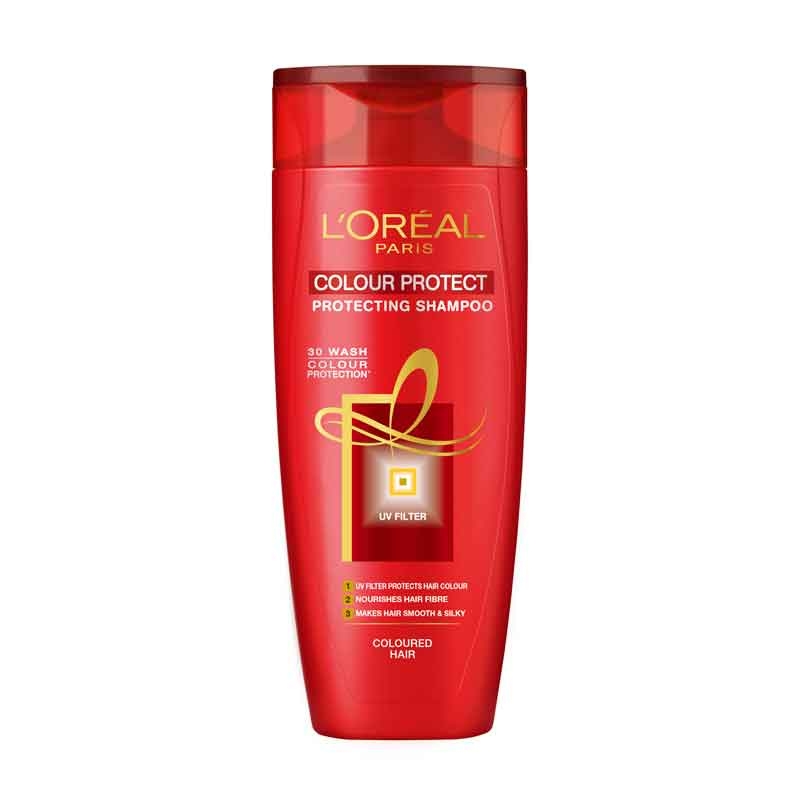 L'ORÉAL
PARIS
COLOUR PROTECT
PROTECTING SHAMPOO
30 WASH
COLOUR
PROTECTION*
UV FILTER
1 UV FILTER PROTECTS HAIR COLOUR
2 NOURISHES HAIR FIBRE
3 MAKES HAIR SMOOTH & SILKY
COLOURED
HAIR